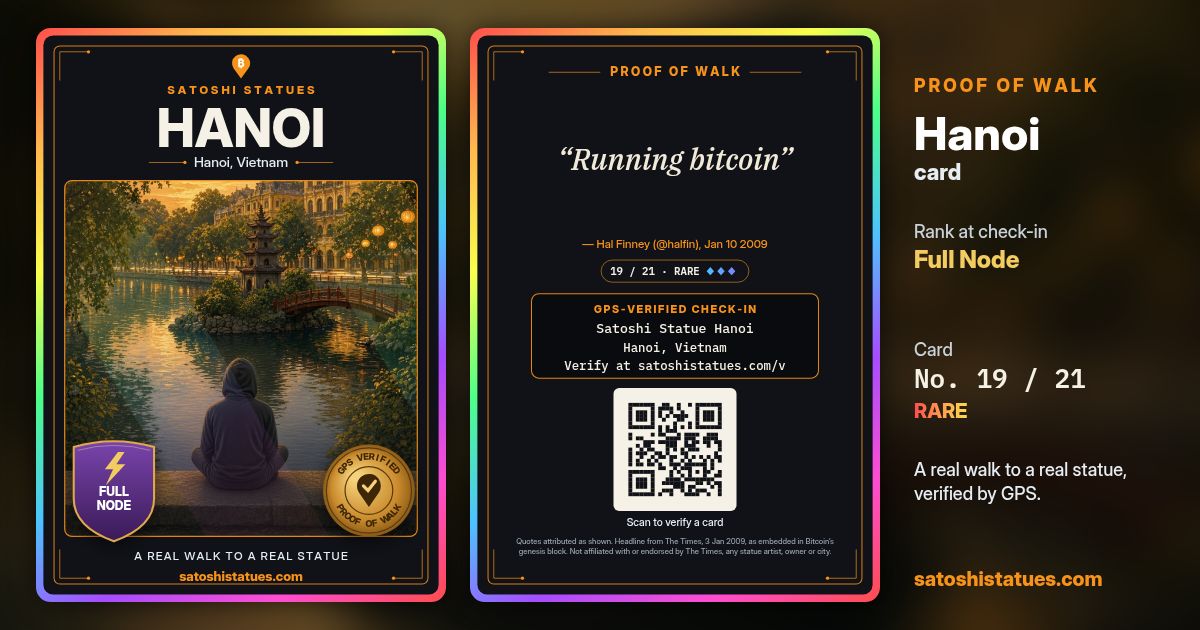 SATOSHI STATUES
HANOI
Hanoi, Vietnam
FULL
NODE
GPS VERIFIED
PROOF OF WALK
A REAL WALK TO A REAL STATUE
satoshistatues.com
PROOF OF WALK
“Running bitcoin”
— Hal Finney (@halfin), Jan 10 2009
19 / 21 · RARE
GPS-VERIFIED CHECK-IN
Satoshi Statue Hanoi
Hanoi, Vietnam
Verify at satoshistatues.com/v
Scan to verify a card
Quotes attributed as shown. Headline from The Times, 3 Jan 2009, as embedded in Bitcoin's
genesis block. Not affiliated with or endorsed by The Times, any statue artist, owner or city.
PROOF OF WALK
Hanoi
card
Rank at check-in
Full Node
Card
No. 19 / 21
RARE
A real walk to a real statue,
verified by GPS.
satoshistatues.com